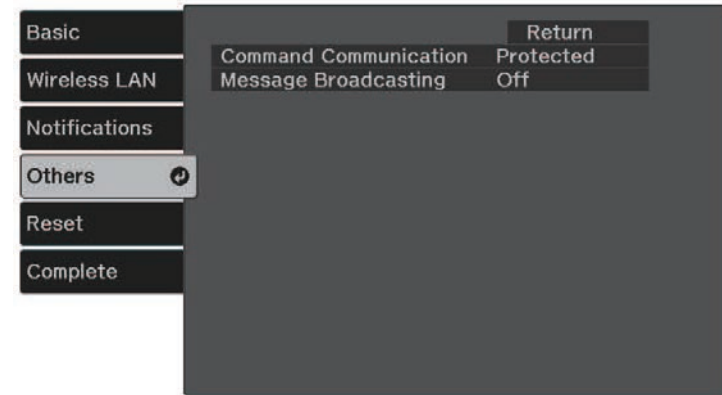 Basic
Wireless LAN
Notifications
Others
Reset
Complete
Return
Command Communication Protected
Message Broadcasting Off